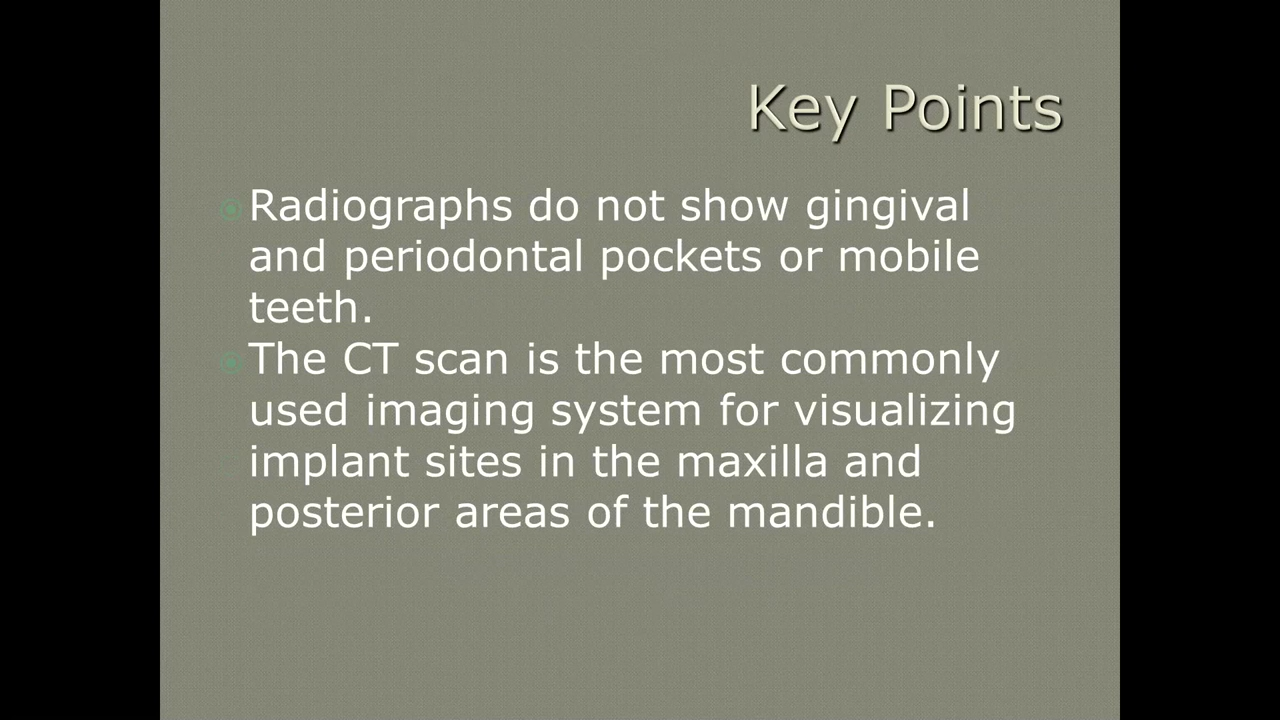 Key Points
Radiographs do not show gingival
and periodontal pockets or mobile
teeth.
The CT scan is the most commonly
used imaging system for visualizing
implant sites in the maxilla and
posterior areas of the mandible.